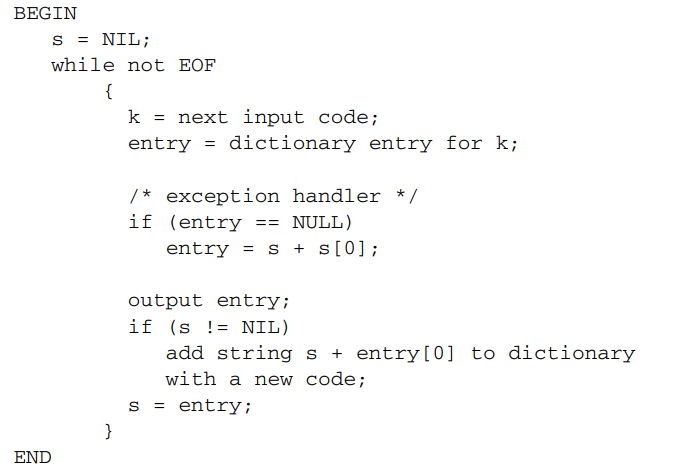 BEGIN
s = NIL;
while not EOF
{
k = next input code;
entry = dictionary entry for k;
/* exception handler */
if (entry == NULL)
entry = s + s[0];
output entry;
if (s != NIL)
add string s + entry[0] to dictionary
with a new code;
s = entry;
}
END